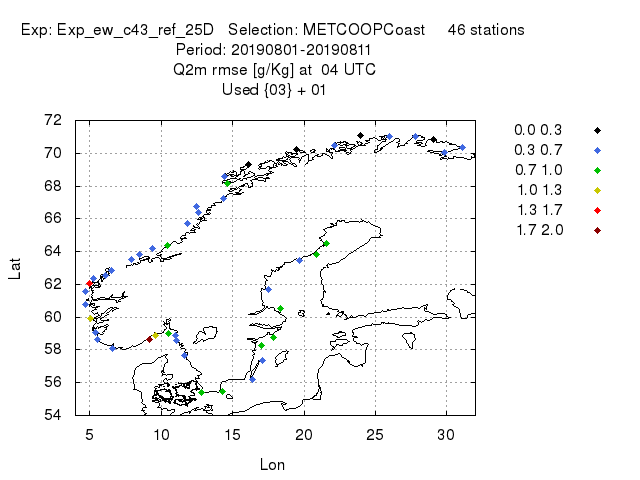 Exp: Exp_ew_c43_ref_25D Selection: METCOOPCoast 46 stations
Period: 20190801-20190811
Q2m rmse [g/Kg] at 04 UTC
Used {03} + 01
72
70
68
66
64
62
60
58
56
54
Lat
5 10 15 20 25 30
Lon
0.0 0.3
0.3 0.7
0.7 1.0
1.0 1.3
1.3 1.7
1.7 2.0